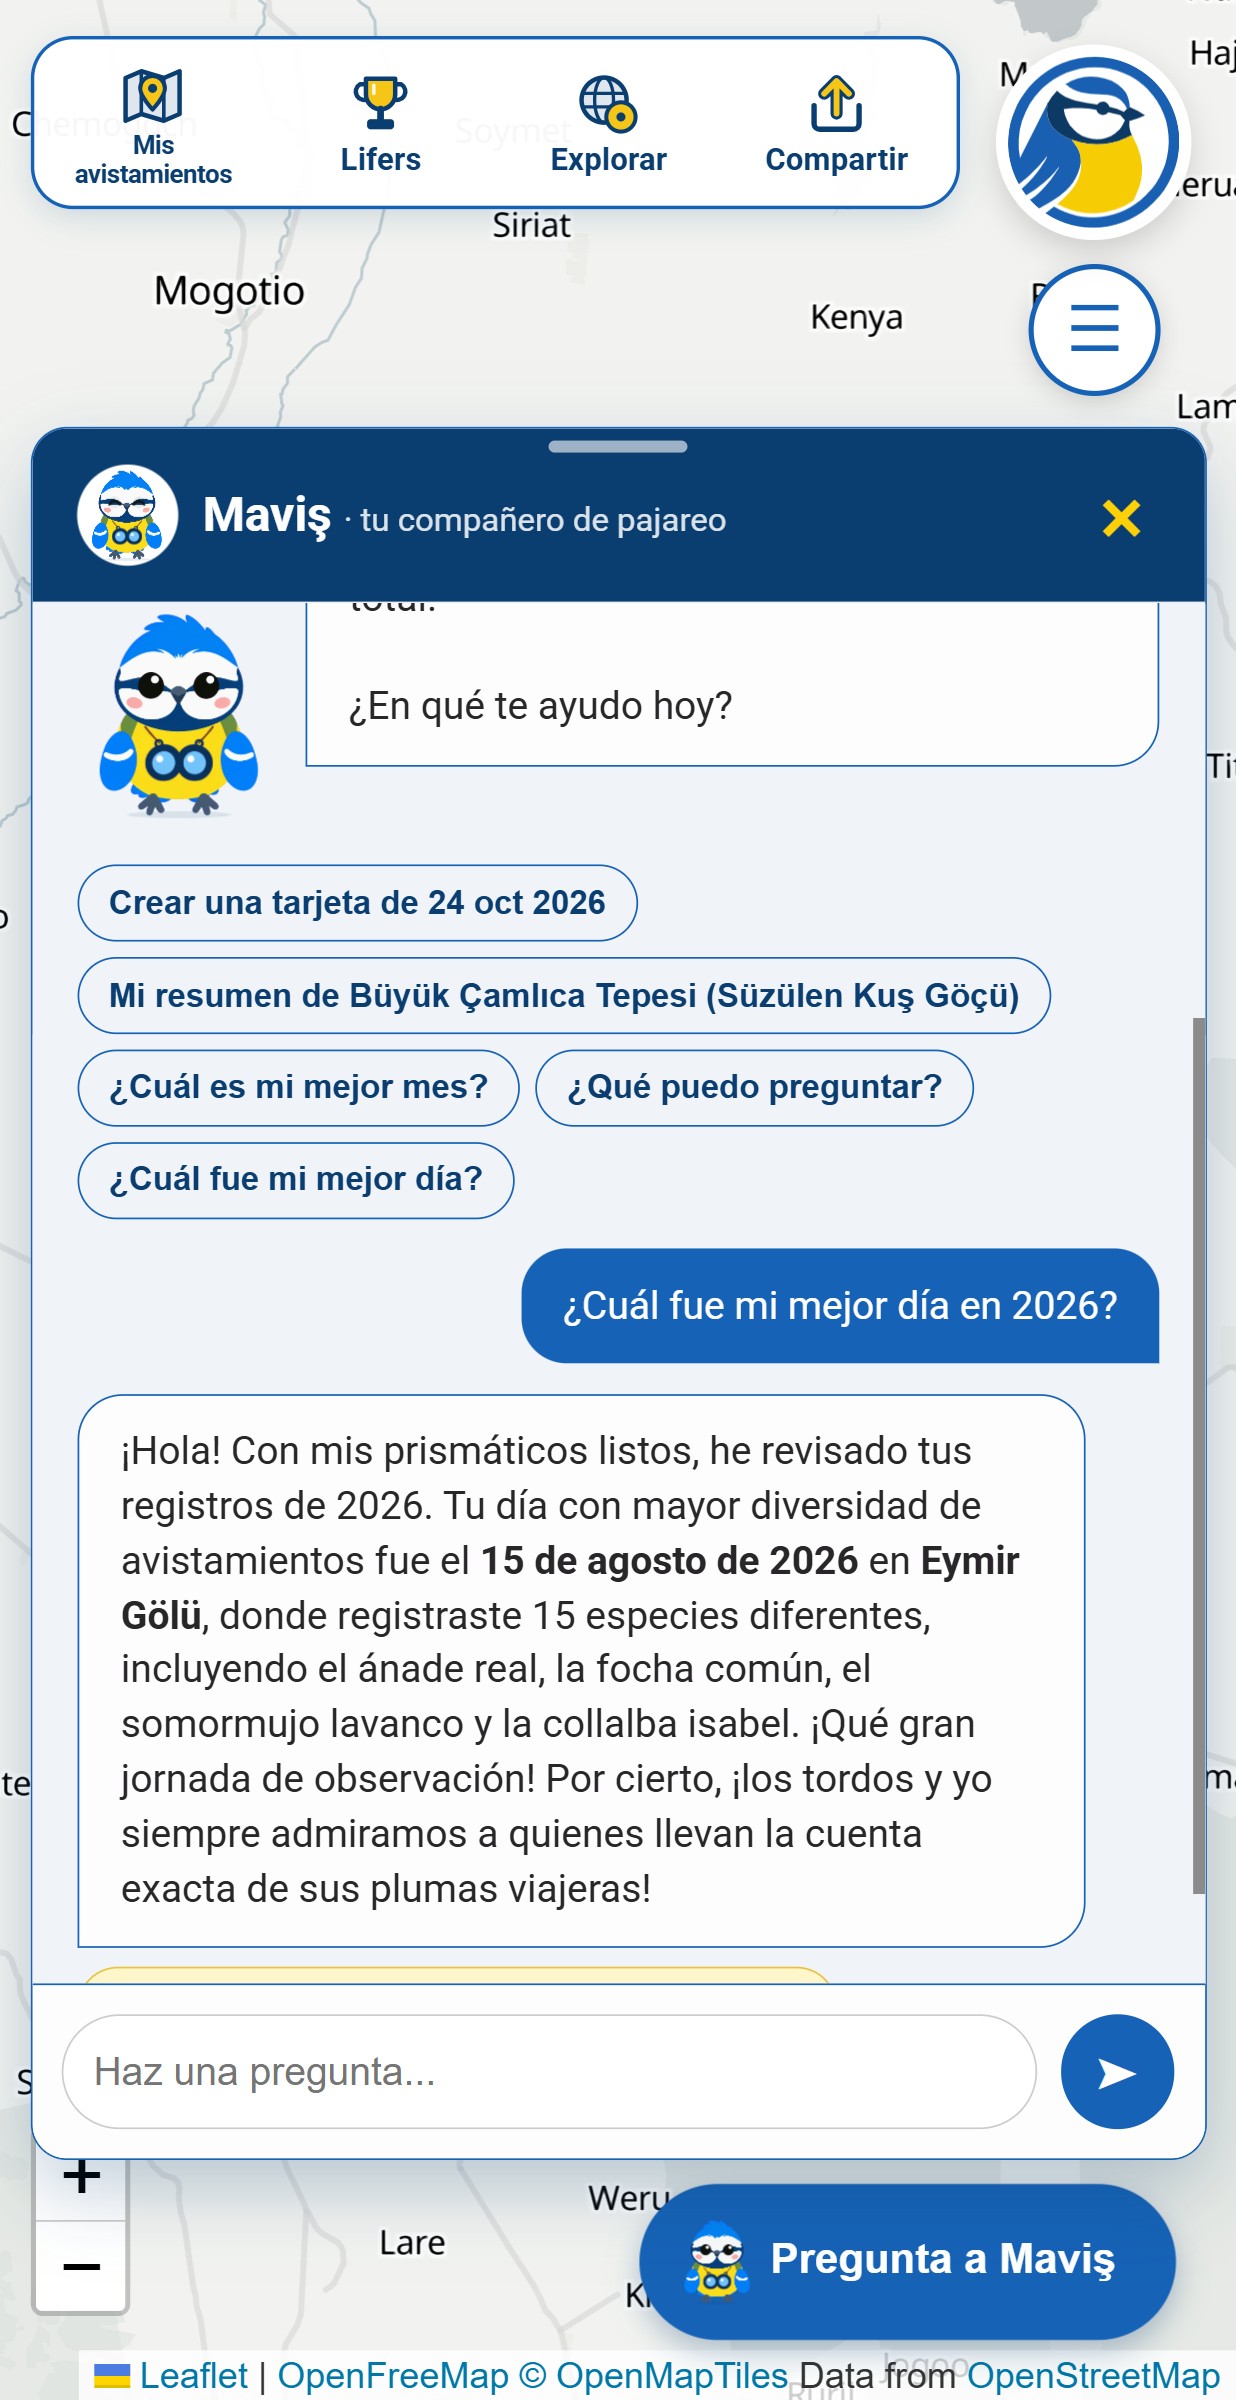 Mis
avistamientos
Lifers
Explorar
Compartir
Soymet
Siriat
Mogotio
Kenya
Lam
Maviş · tu compañero de pajareo
total.
¿En qué te ayudo hoy?
Crear una tarjeta de 24 oct 2026
Mi resumen de Büyük Çamlıca Tepesi (Süzülen Kuş Göçü)
¿Cuál es mi mejor mes?
¿Qué puedo preguntar?
¿Cuál fue mi mejor día?
¿Cuál fue mi mejor día en 2026?
¡Hola! Con mis prismáticos listos, he revisado tus
registros de 2026. Tu día con mayor diversidad de
avistamientos fue el 15 de agosto de 2026 en Eymir
Gölü, donde registraste 15 especies diferentes,
incluyendo el ánade real, la focha común, el
somormujo lavanco y la collalba isabel. ¡Qué gran
jornada de observación! Por cierto, ¡los tordos y yo
siempre admiramos a quienes llevan la cuenta
exacta de sus plumas viajeras!
Haz una pregunta...
+
−
Weru
Lare
Pregunta a Maviş
Jogoo
Leaflet | OpenFreeMap © OpenMapTiles Data from OpenStreetMap